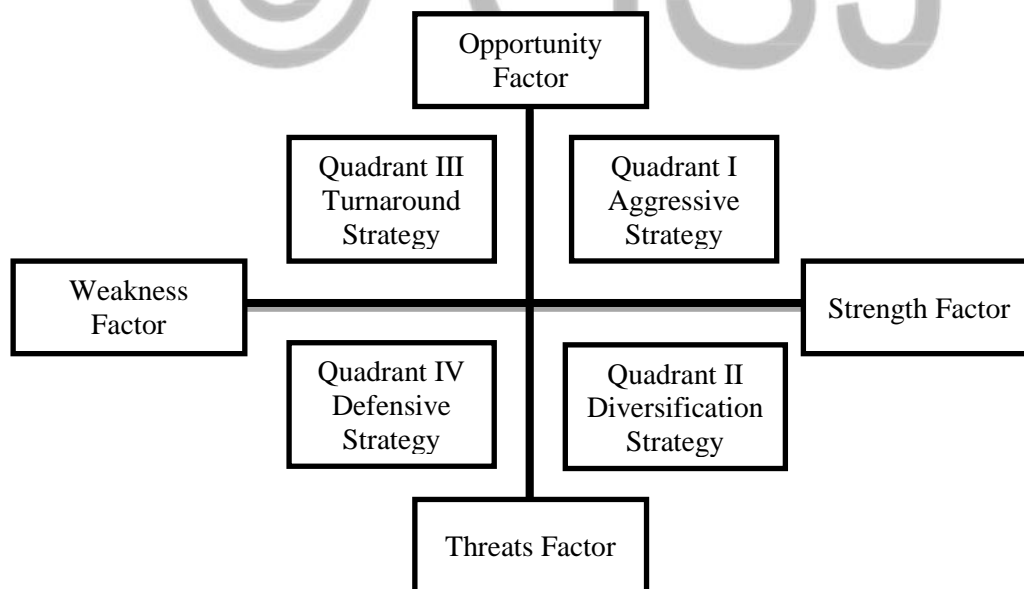 Opportunity
Factor
Quadrant III
Turnaround
Strategy
Quadrant I
Aggressive
Strategy
Weakness
Factor
Strength Factor
Quadrant IV
Defensive
Strategy
Quadrant II
Diversification
Strategy
Threats Factor